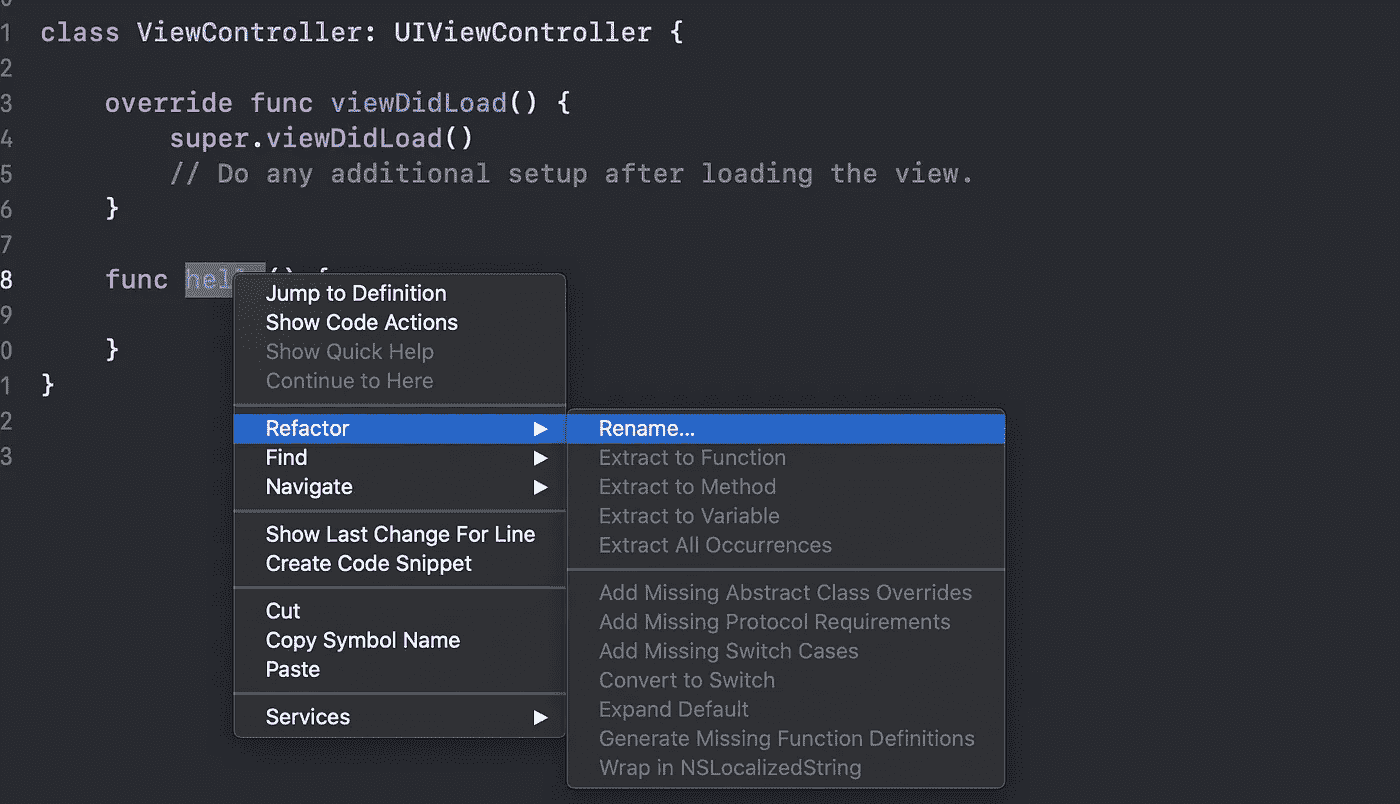 1 class ViewController: UIViewController {
2
3 override func viewDidLoad() {
4 super.viewDidLoad()
5 // Do any additional setup after loading the view.
6 }
7
8 func
9
0 }
1 }
2
3
Jump to Definition
Show Code Actions
Show Quick Help
Continue to Here
Refactor
Find
Navigate
Show Last Change For Line
Create Code Snippet
Cut
Copy Symbol Name
Paste
Services
Rename...
Extract to Function
Extract to Method
Extract to Variable
Extract All Occurrences
Add Missing Abstract Class Overrides
Add Missing Protocol Requirements
Add Missing Switch Cases
Convert to Switch
Expand Default
Generate Missing Function Definitions
Wrap in NSLocalizedString